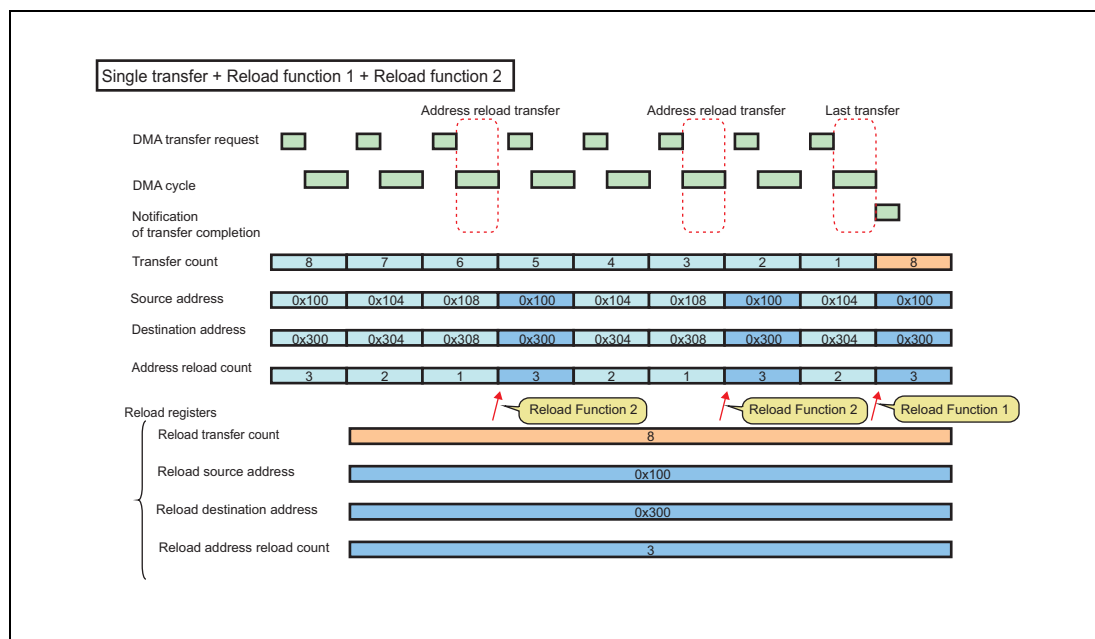 Single transfer + Reload function 1 + Reload function 2
Address reload transfer Address reload transfer Last transfer
DMA transfer request
DMA cycle
Notification
of transfer completion
Transfer count 8 7 6 5 4 3 2 1 8
Source address 0x100 0x104 0x108 0x100 0x104 0x108 0x100 0x104 0x100
Destination address 0x300 0x304 0x308 0x300 0x304 0x308 0x300 0x304 0x300
Address reload count 3 2 1 3 2 1 3 2 3
Reload Function 2 Reload Function 2 Reload Function 1
Reload registers
Reload transfer count 8
Reload source address 0x100
Reload destination address 0x300
Reload address reload count 3